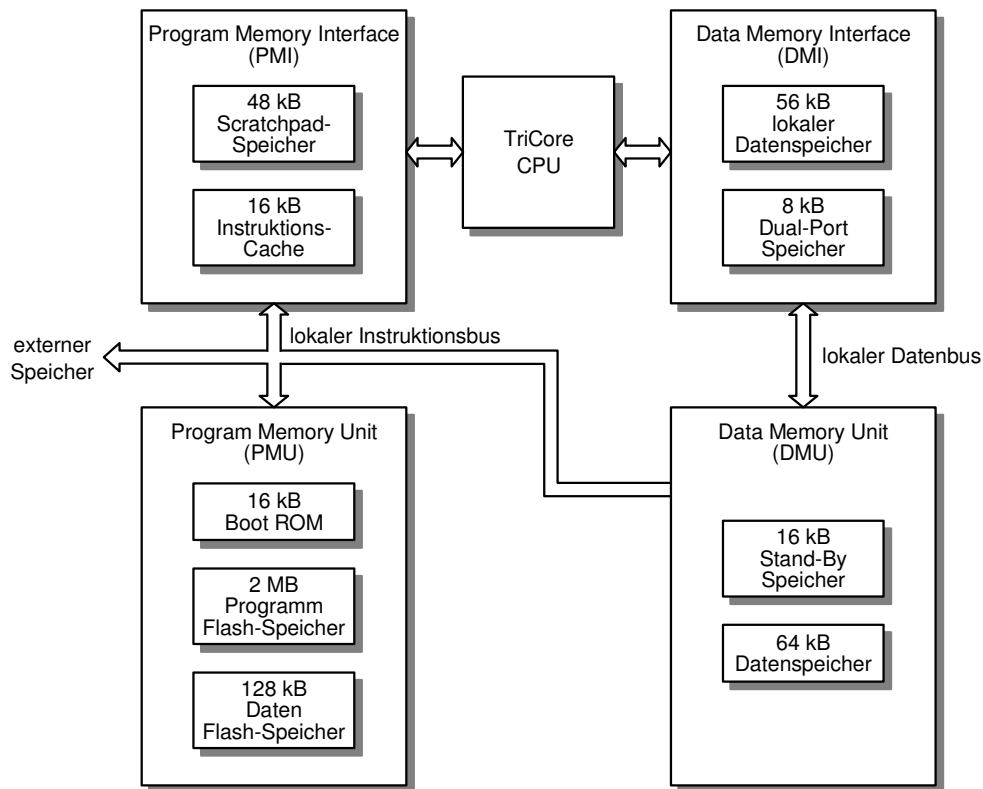 Program Memory Interface
(PMI)
48 kB
Scratchpad-
Speicher
16 kB
Instruktions-
Cache
TriCore
CPU
Data Memory Interface
(DMI)
56 kB
lokaler
Datenspeicher
8 kB
Dual-Port
Speicher
externer
Speicher
lokaler Instruktionsbus
lokaler Datenbus
Program Memory Unit
(PMU)
16 kB
Boot ROM
2 MB
Programm
Flash-Speicher
128 kB
Daten
Flash-Speicher
Data Memory Unit
(DMU)
16 kB
Stand-By
Speicher
64 kB
Datenspeicher